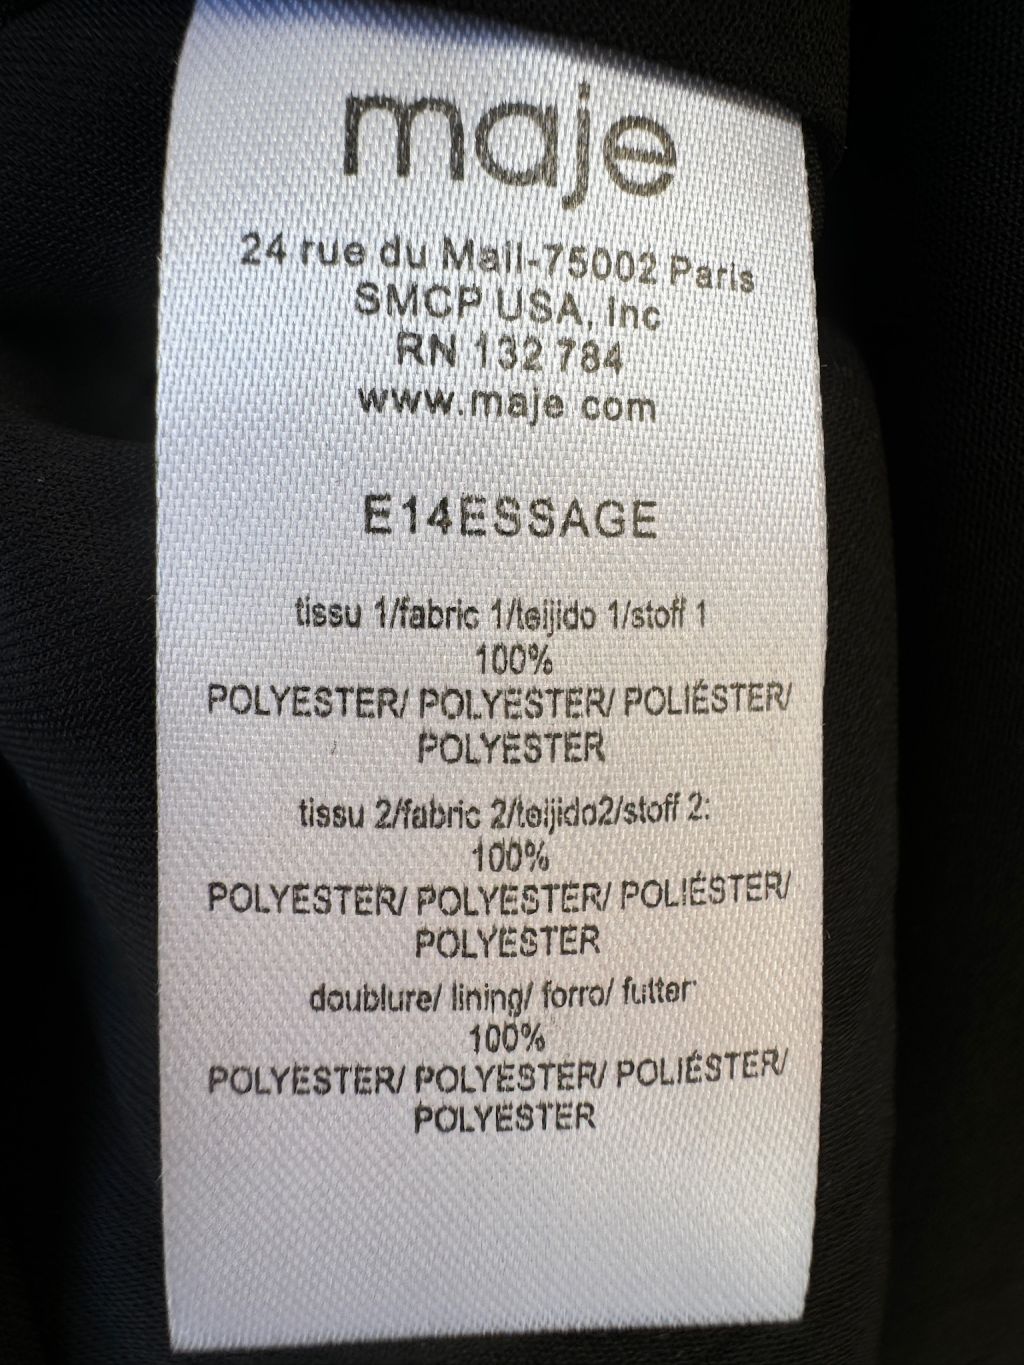 maje
24 rue du Mail-75002 Paris
SMCP USA, Inc
RN 132 784
www.maje com
E14ESSAGE
tissu 1/fabric 1/teijido 1/stoff 1
100%
POLYESTER/ POLYESTER/ POLIÉSTER/
POLYESTER
tissu 2/fabric 2/teijido2/stoff 2:
100%
POLYESTER/ POLYESTER/ POLIÉSTER/
POLYESTER
doublure/ lining/ forro/ futter:
100%
POLYESTER/ POLYESTER/ POLIÉSTER/
POLYESTER